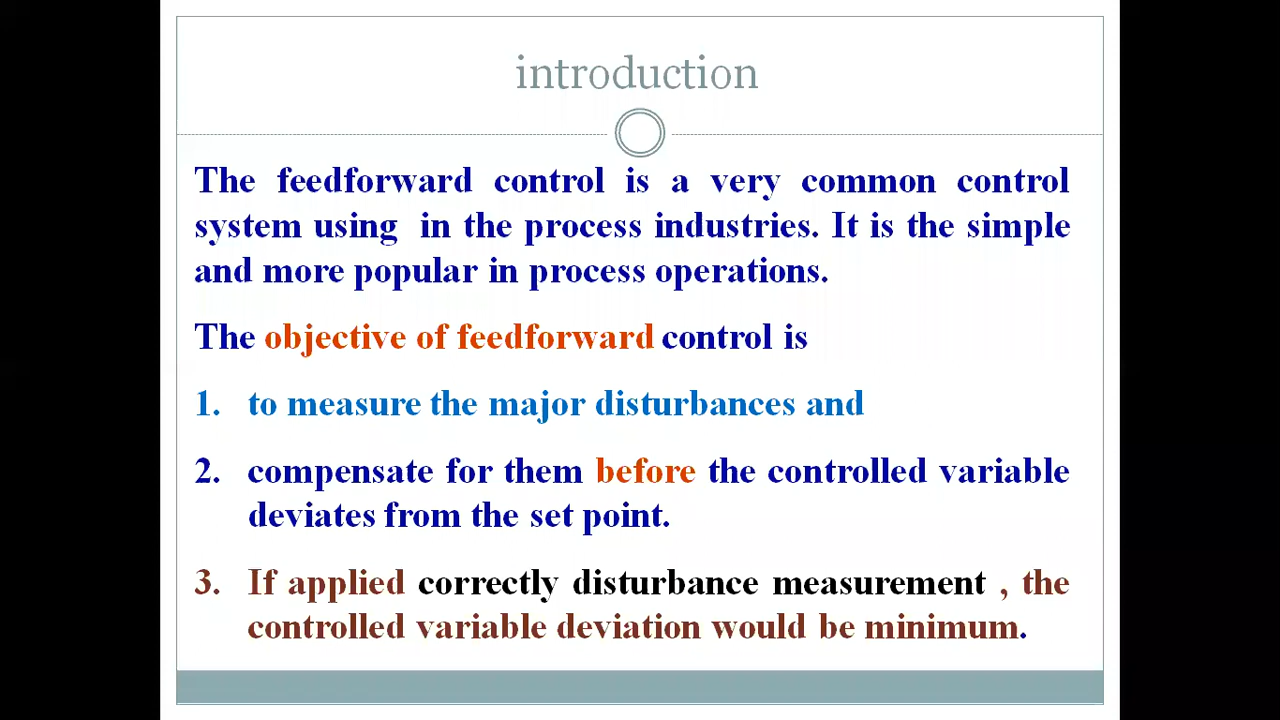 introduction
The feedforward control is a very common control
system using in the process industries. It is the simple
and more popular in process operations.
The objective of feedforward control is
1. to measure the major disturbances and
2. compensate for them before the controlled variable
deviates from the set point.
3. If applied correctly disturbance measurement , the
controlled variable deviation would be minimum.